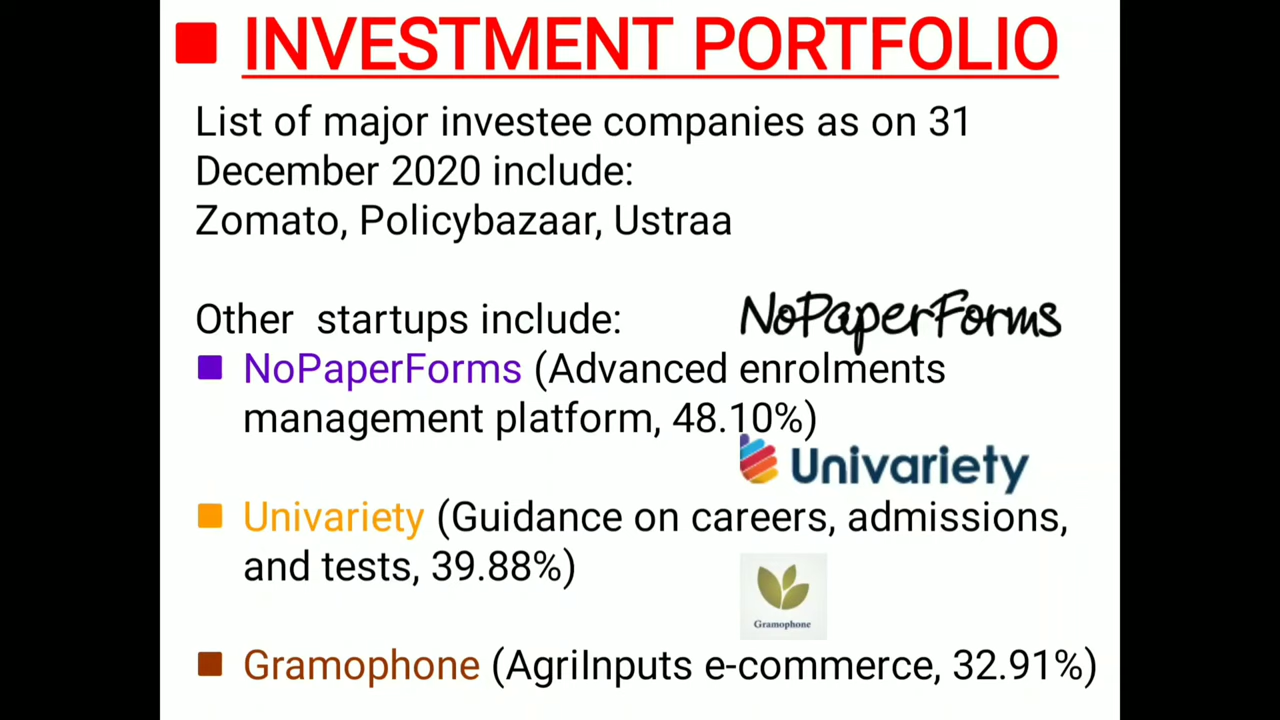 INVESTMENT PORTFOLIO
List of major investee companies as on 31
December 2020 include:
Zomato, Policybazaar, Ustraa
Other startups include:
NoPaperForms
NoPaperForms (Advanced enrolments
management platform, 48.10%)
Univariety
Univariety (Guidance on careers, admissions,
and tests, 39.88%)
Gramophone
Gramophone (AgriInputs e-commerce, 32.91%)